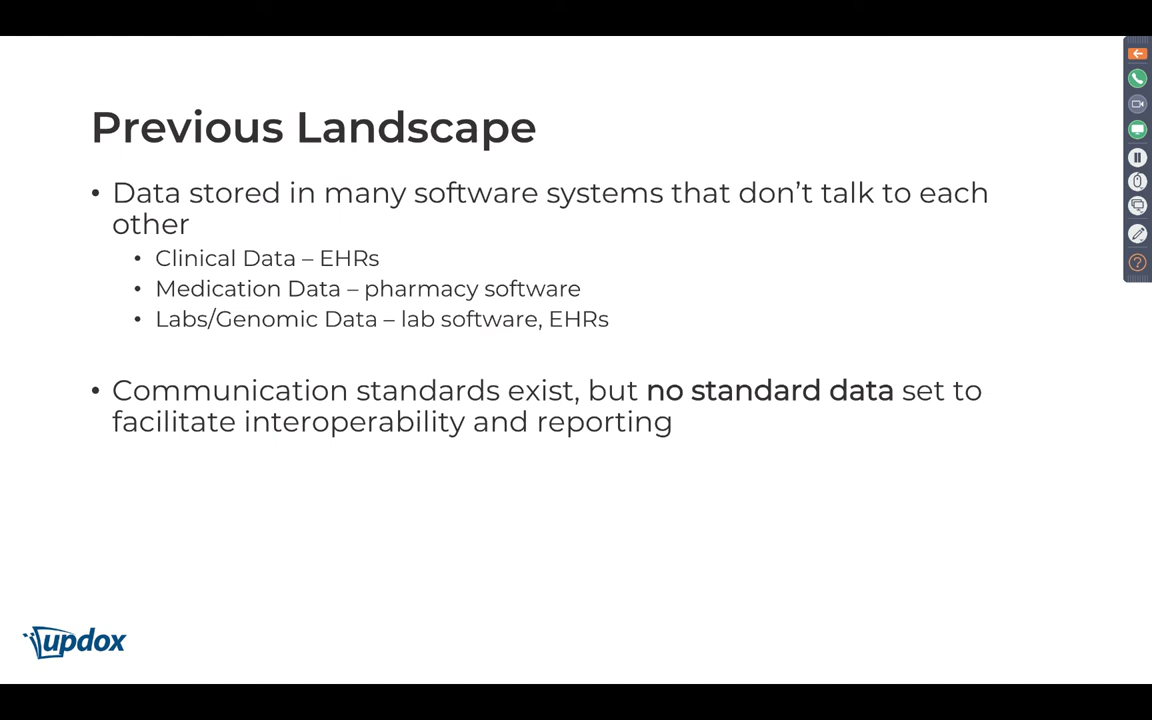 Previous Landscape
• Data stored in many software systems that don’t talk to each
other
• Clinical Data – EHRs
• Medication Data – pharmacy software
• Labs/Genomic Data – lab software, EHRs
• Communication standards exist, but no standard data set to
facilitate interoperability and reporting
updox
?